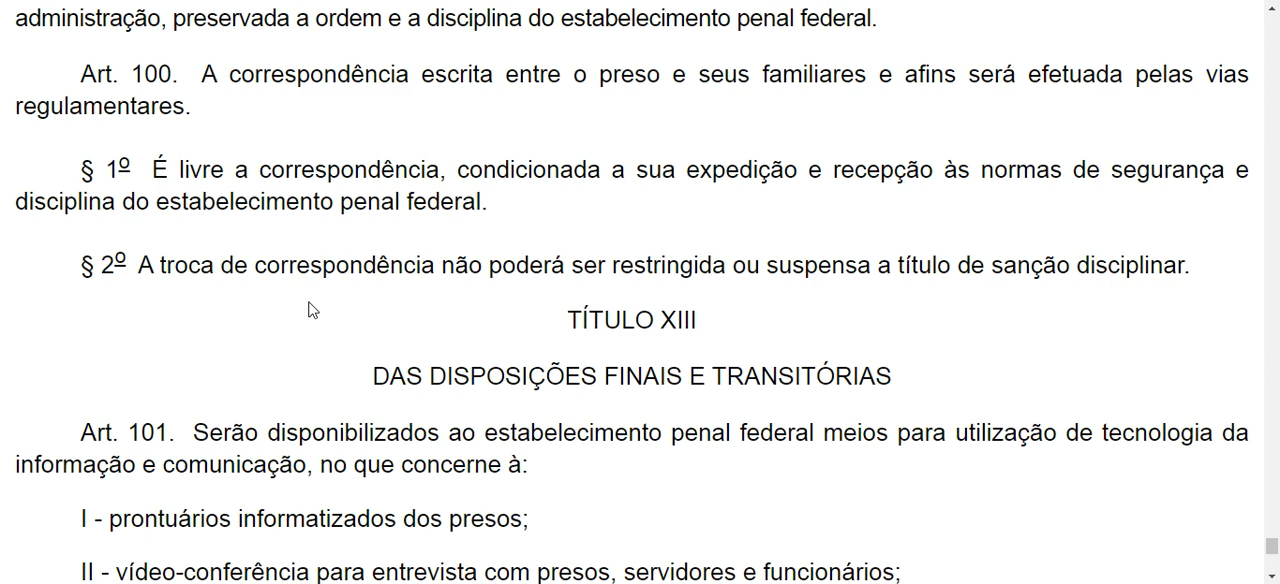 administração, preservada a ordem e a disciplina do estabelecimento penal federal.
Art. 100. A correspondência escrita entre o preso e seus familiares e afins será efetuada pelas vias
regulamentares.
§ 1º É livre a correspondência, condicionada a sua expedição e recepção às normas de segurança e
disciplina do estabelecimento penal federal.
§ 2º A troca de correspondência não poderá ser restringida ou suspensa a título de sanção disciplinar.
TÍTULO XIII
DAS DISPOSIÇÕES FINAIS E TRANSITÓRIAS
Art. 101. Serão disponibilizados ao estabelecimento penal federal meios para utilização de tecnologia da
informação e comunicação, no que concerne à:
I - prontuários informatizados dos presos;
II - vídeo-conferência para entrevista com presos, servidores e funcionários;